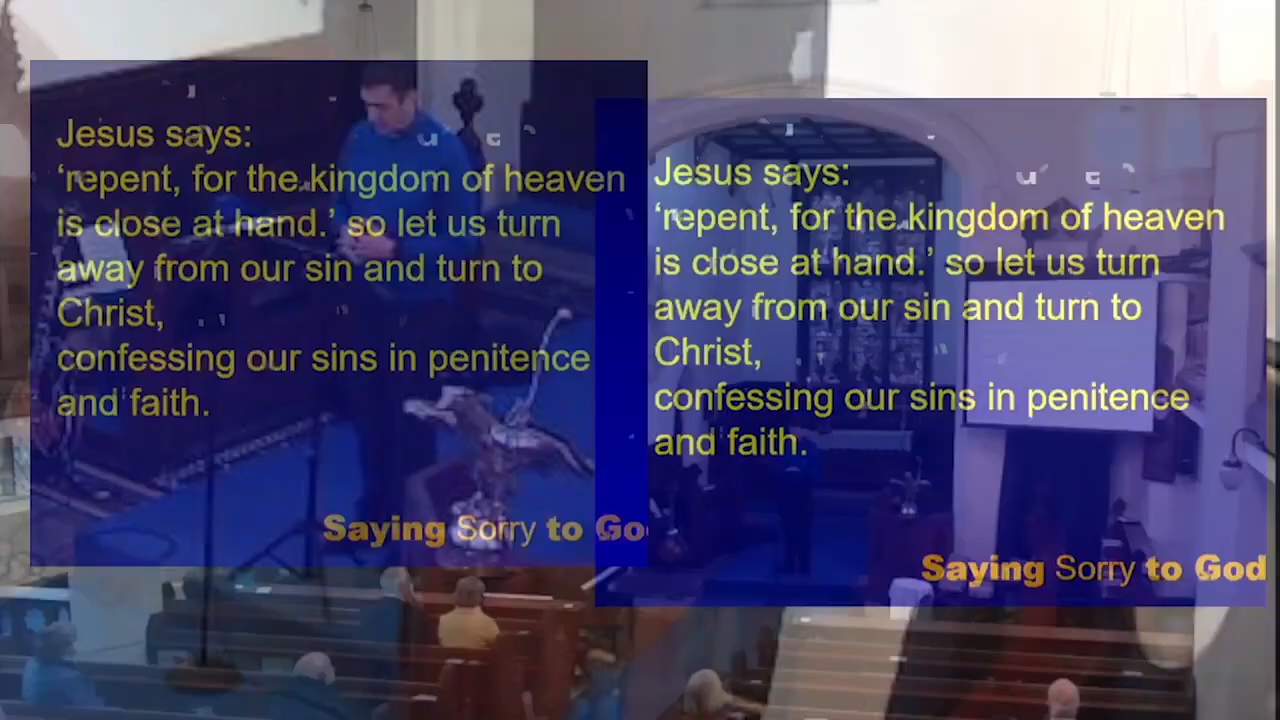 Jesus says:
‘repent, for the kingdom of heaven
is close at hand.’ so let us turn
away from our sin and turn to
Christ,
confessing our sins in penitence
and faith.
Saying Sorry to Go
Jesus says:
‘repent, for the kingdom of heaven
is close at hand.’ so let us turn
away from our sin and turn to
Christ,
confessing our sins in penitence
and faith.
Saying Sorry to God